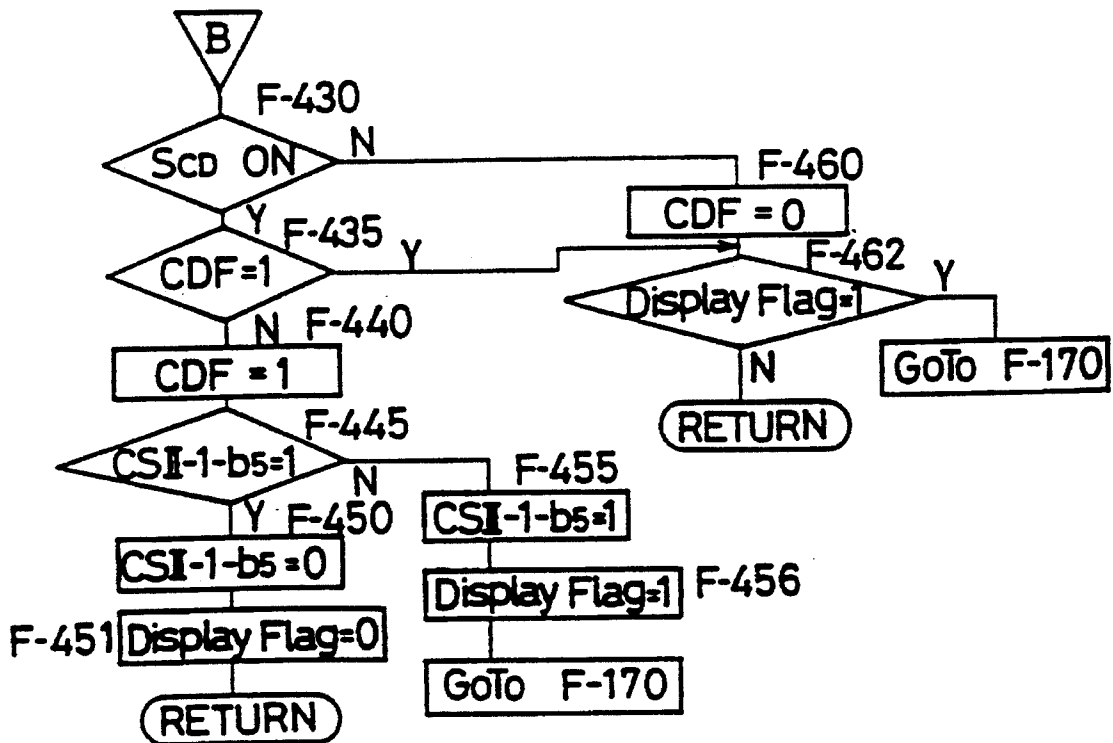 B
F-430
SCD ON
N
F-460
CDF = 0
Y
F-435
CDF=1
Y
F-462
Display Flag=1
Y
GoTo F-170
N
RETURN
N
F-440
CDF = 1
F-445
CSII-1-b5=1
N
F-455
CSII-1-b5=1
Y
F-450
CSII-1-b5=0
Display Flag=1
F-456
F-451
Display Flag=0
GoTo F-170
RETURN